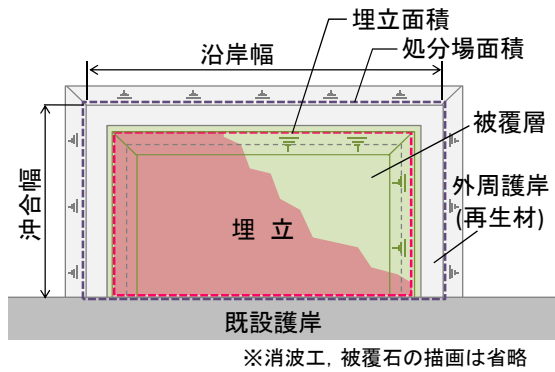 埋立面積
処分場面積
沿岸幅
被覆層
外周護岸
(再生材)
沖合幅
埋 立
既設護岸
※消波工，被覆石の描画は省略